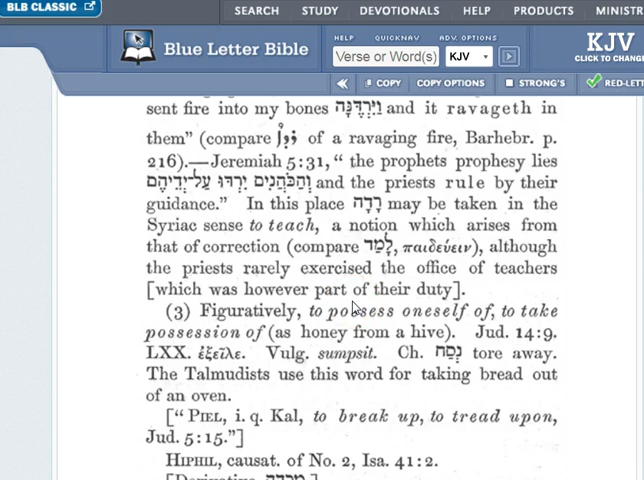 BLB CLASSIC
SEARCH STUDY DEVOTIONALS HELP PRODUCTS MINISTR
Blue Letter Bible
HELP QUICKNAV ADV. OPTIONS
Verse or Word(s) KJV
KJV
CLICK TO CHANGE
COPY COPY OPTIONS STRONG'S RED-LETT
sent fire into my bones וַיִּרְדֶּנָּה and it ravageth in
them” (compare of a ravaging fire, Barhebr. p.
216).—Jeremiah 5:31, “ the prophets prophesy lies
וְהַכֹּהֲנִים יִרְדּוּ עַל־יְדֵיהֶם and the priests rule by their
guidance.” In this place רָדָה may be taken in the
Syriac sense to teach, a notion which arises from
that of correction (compare לָמַד, παιδεύειν), although
the priests rarely exercised the office of teachers
[which was however part of their duty].
(3) Figuratively, to possess oneself of, to take
possession of (as honey from a hive). Jud. 14:9.
LXX. ἐξεῖλε. Vulg. sumpsit. Ch. נְסַח tore away.
The Talmudists use this word for taking bread out
of an oven.
[“ PIEL, i. q. Kal, to break up, to tread upon,
Jud. 5:15.”]
HIPHIL, causat. of No. 2, Isa. 41:2.